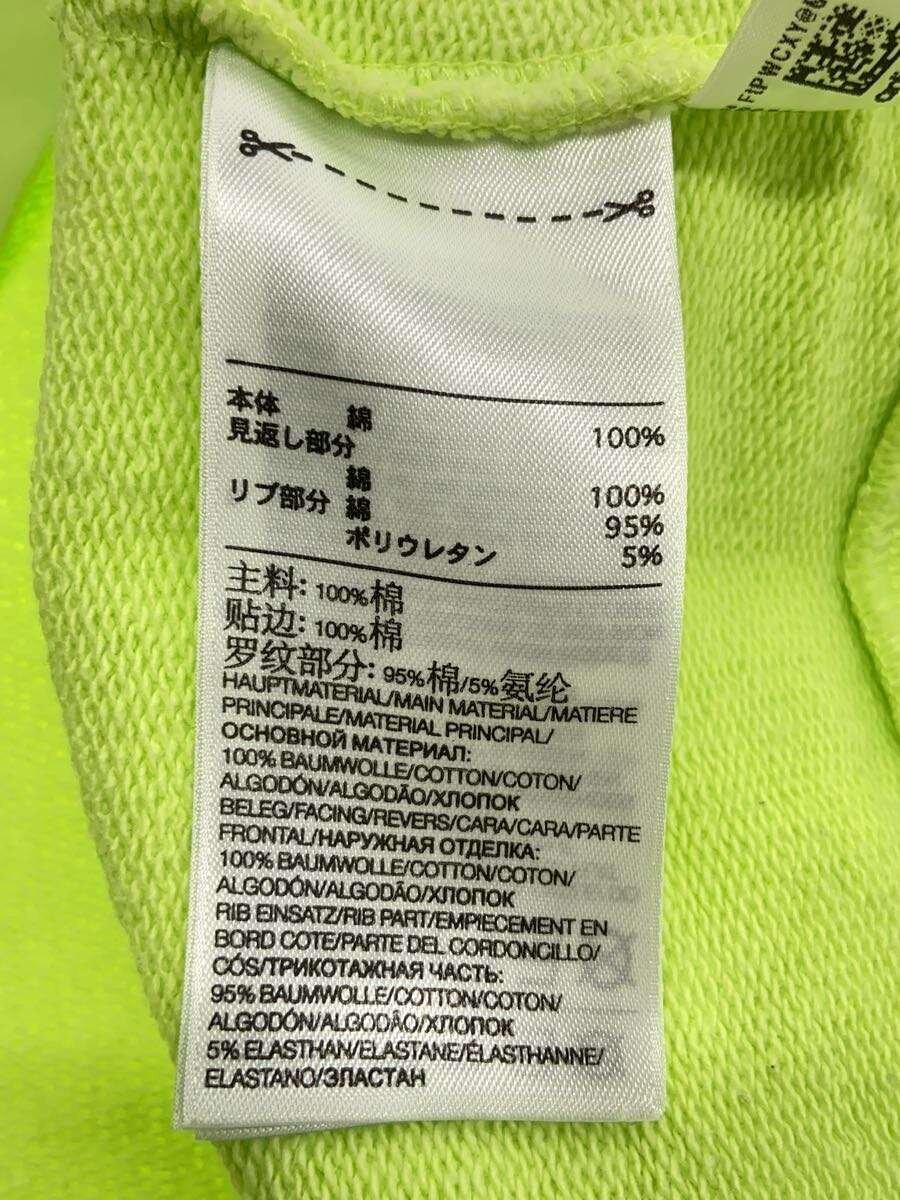 本体 綿 100%
見返し部分
綿 100%
リブ部分 綿 95%
ポリウレタン 5%
主料: 100%棉
贴边: 100%棉
罗纹部分: 95%棉/5%氨纶
HAUPTMATERIAL/MAIN MATERIAL/MATIERE
PRINCIPALE/MATERIAL PRINCIPAL/
ОСНОВНОЙ МАТЕРИАЛ:
100% BAUMWOLLE/COTTON/COTON/
ALGODÓN/ALGODÃO/ХЛОПОК
BELEG/FACING/REVERS/CARA/CARA/PARTE
FRONTAL/НАРУЖНАЯ ОТДЕЛКА:
100% BAUMWOLLE/COTTON/COTON/
ALGODÓN/ALGODÃO/ХЛОПОК
RIB EINSATZ/RIB PART/EMPIECEMENT EN
BORD COTE/PARTE DEL CORDONCILLO/
CÓS/ТРИКОТАЖНАЯ ЧАСТЬ:
95% BAUMWOLLE/COTTON/COTON/
ALGODÓN/ALGODÃO/ХЛОПОК
5% ELASTHAN/ELASTANE/ÉLASTHANNE/
ELASTANO/ЭЛАСТАН